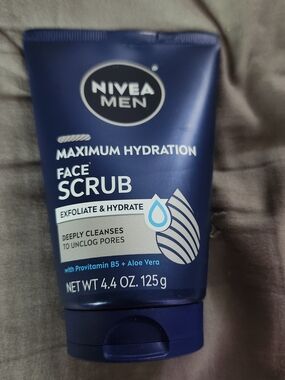 NIVEA
MEN
MAXIMUM HYDRATION
FACE
SCRUB
EXFOLIATE & HYDRATE
DEEPLY CLEANSES
TO UNCLOG PORES
with Provitamin B5 + Aloe Vera
NET WT 4.4 OZ. 125g